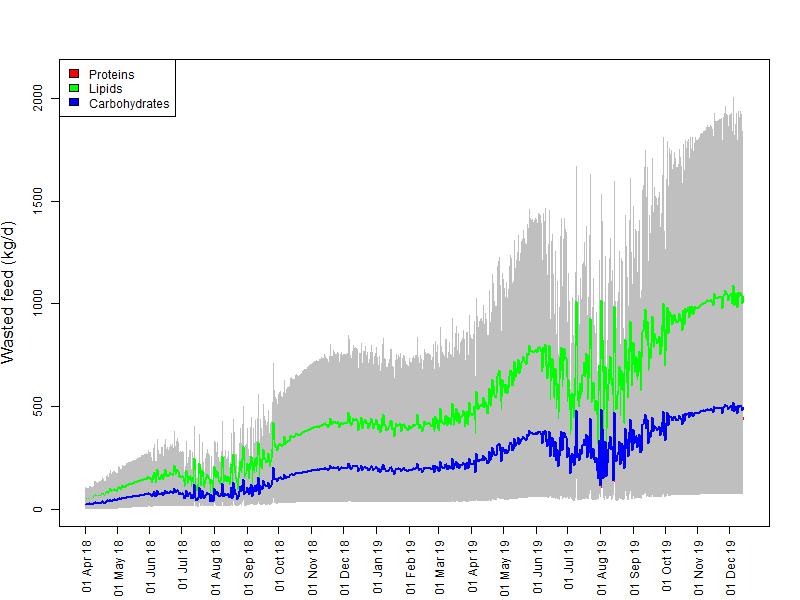 Proteins
Lipids
Carbohydrates
Wasted feed (kg/d)
2000
1500
1000
500
0
01 Apr 18
01 May 18
01 Jun 18
01 Jul 18
01 Aug 18
01 Sep 18
01 Oct 18
01 Nov 18
01 Dec 18
01 Jan 19
01 Feb 19
01 Mar 19
01 Apr 19
01 May 19
01 Jun 19
01 Jul 19
01 Aug 19
01 Sep 19
01 Oct 19
01 Nov 19
01 Dec 19